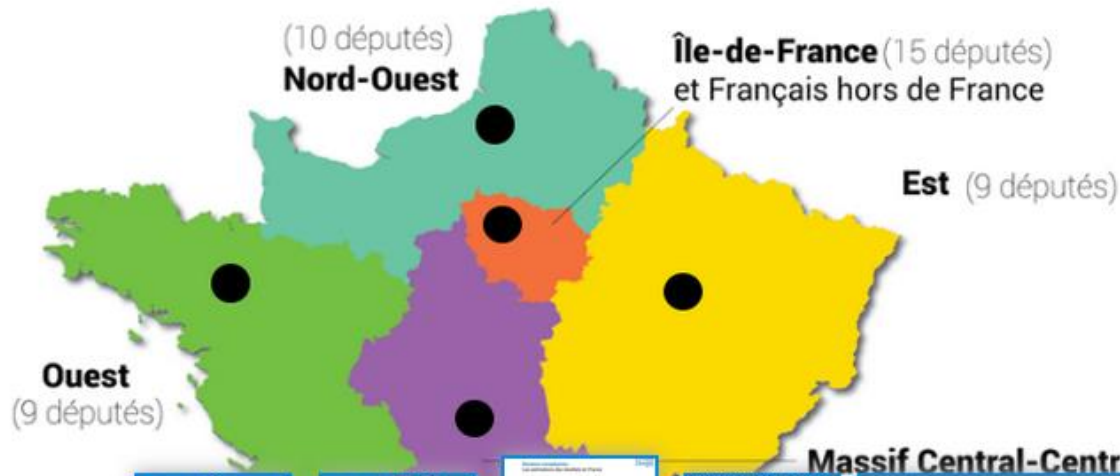 (10 députés)
Nord-Ouest
Île-de-France (15 députés)
et Français hors de France
Est (9 députés)
Ouest
(9 députés)
Massif Central-Cent